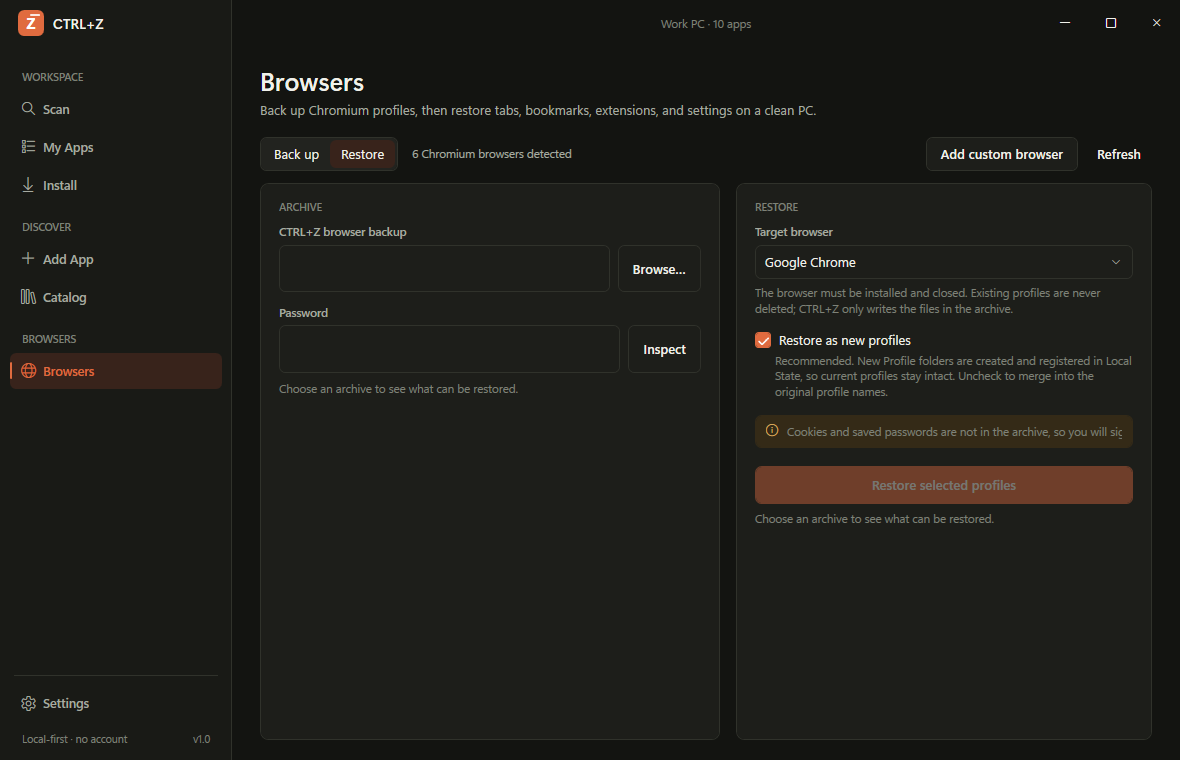 CTRL+Z
Work PC · 10 apps
WORKSPACE
Scan
My Apps
Install
DISCOVER
Add App
Catalog
BROWSERS
Browsers
Settings
Local-first · no account
v1.0
Browsers
Back up Chromium profiles, then restore tabs, bookmarks, extensions, and settings on a clean PC.
Back up
Restore
6 Chromium browsers detected
Add custom browser
Refresh
ARCHIVE
CTRL+Z browser backup
Browse...
Password
Inspect
Choose an archive to see what can be restored.
RESTORE
Target browser
Google Chrome
The browser must be installed and closed. Existing profiles are never
deleted; CTRL+Z only writes the files in the archive.
Restore as new profiles
Recommended. New Profile folders are created and registered in Local
State, so current profiles stay intact. Uncheck to merge into the
original profile names.
Cookies and saved passwords are not in the archive, so you will
Restore selected profiles
Choose an archive to see what can be restored.